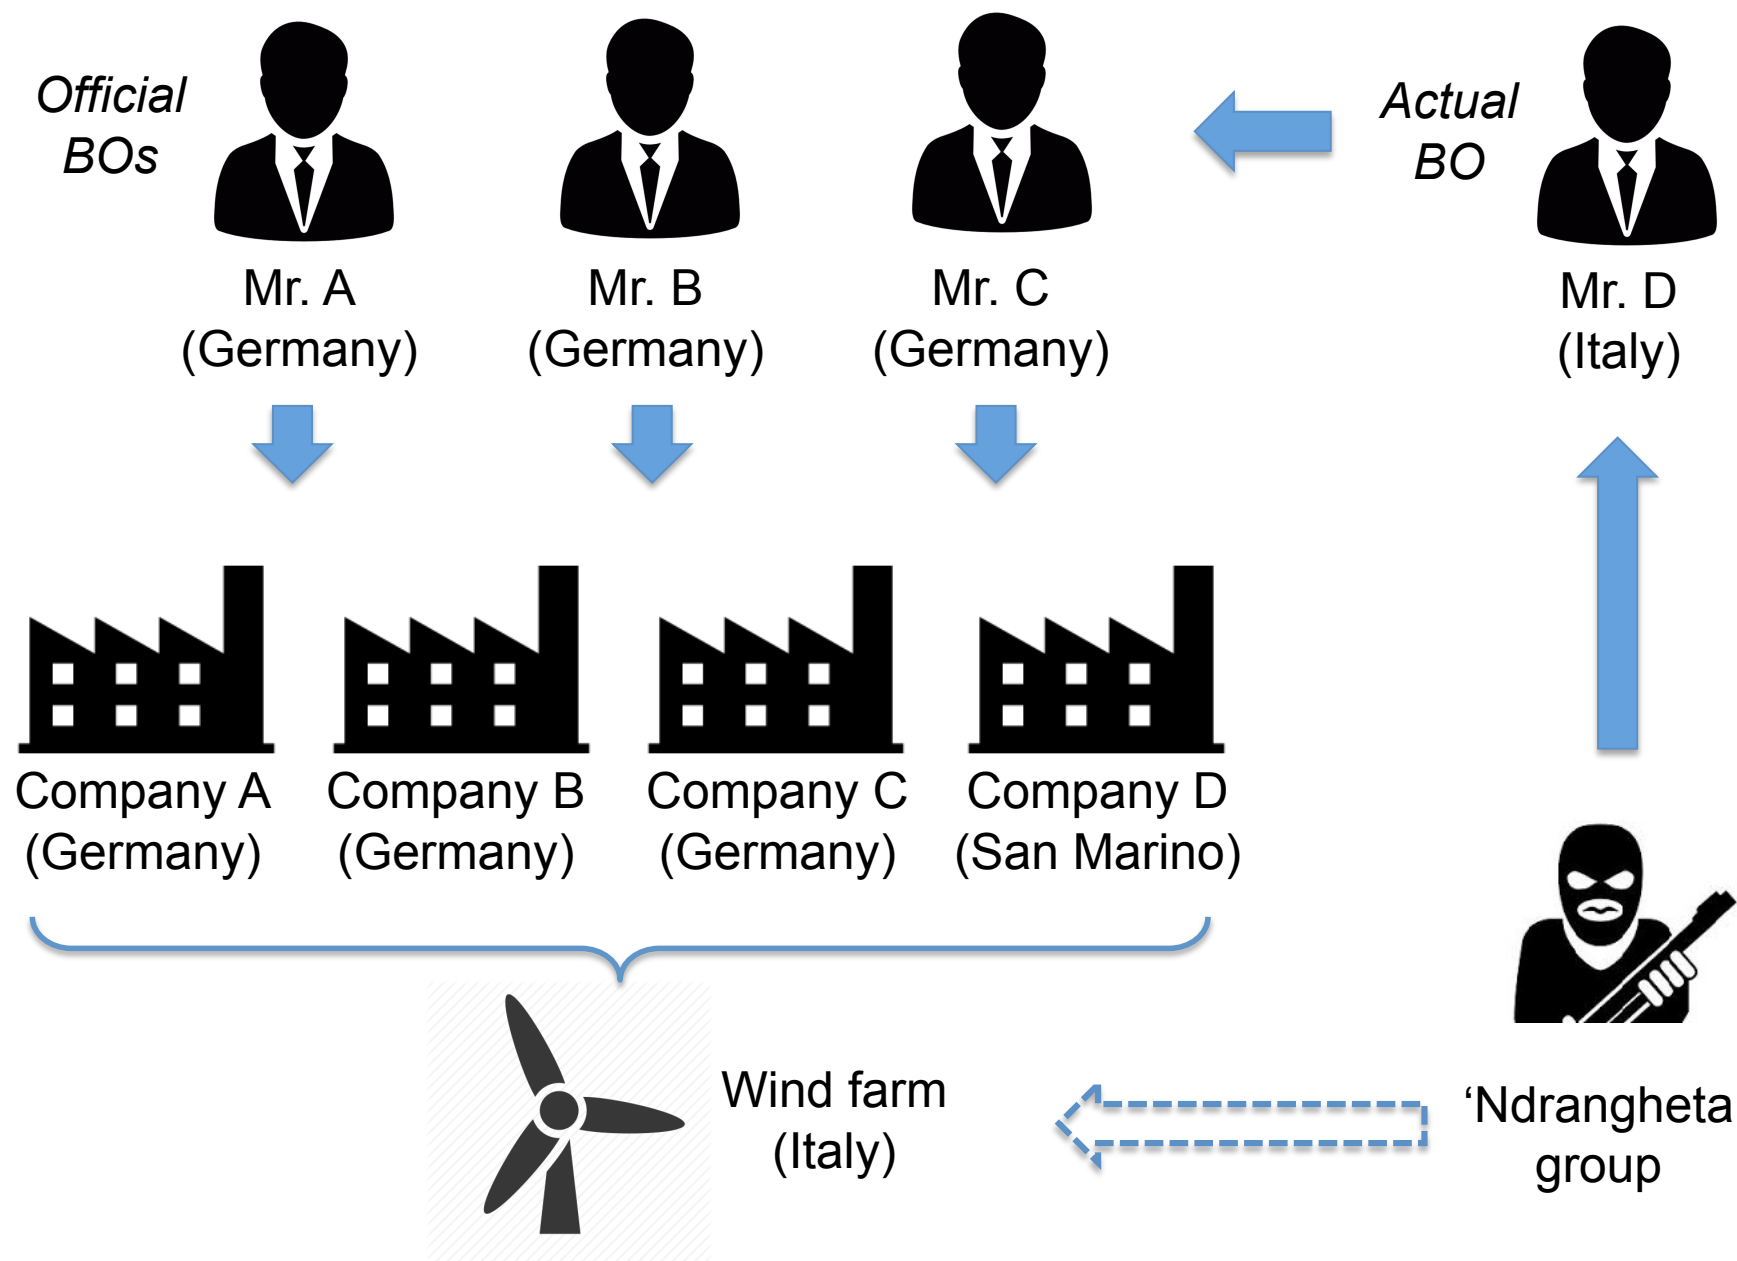 Official
BOs
Actual
BO
Mr. A
(Germany)
Mr. B
(Germany)
Mr. C
(Germany)
Mr. D
(Italy)
Company A
(Germany)
Company B
(Germany)
Company C
(Germany)
Company D
(San Marino)
Wind farm
(Italy)
‘Ndrangheta
group